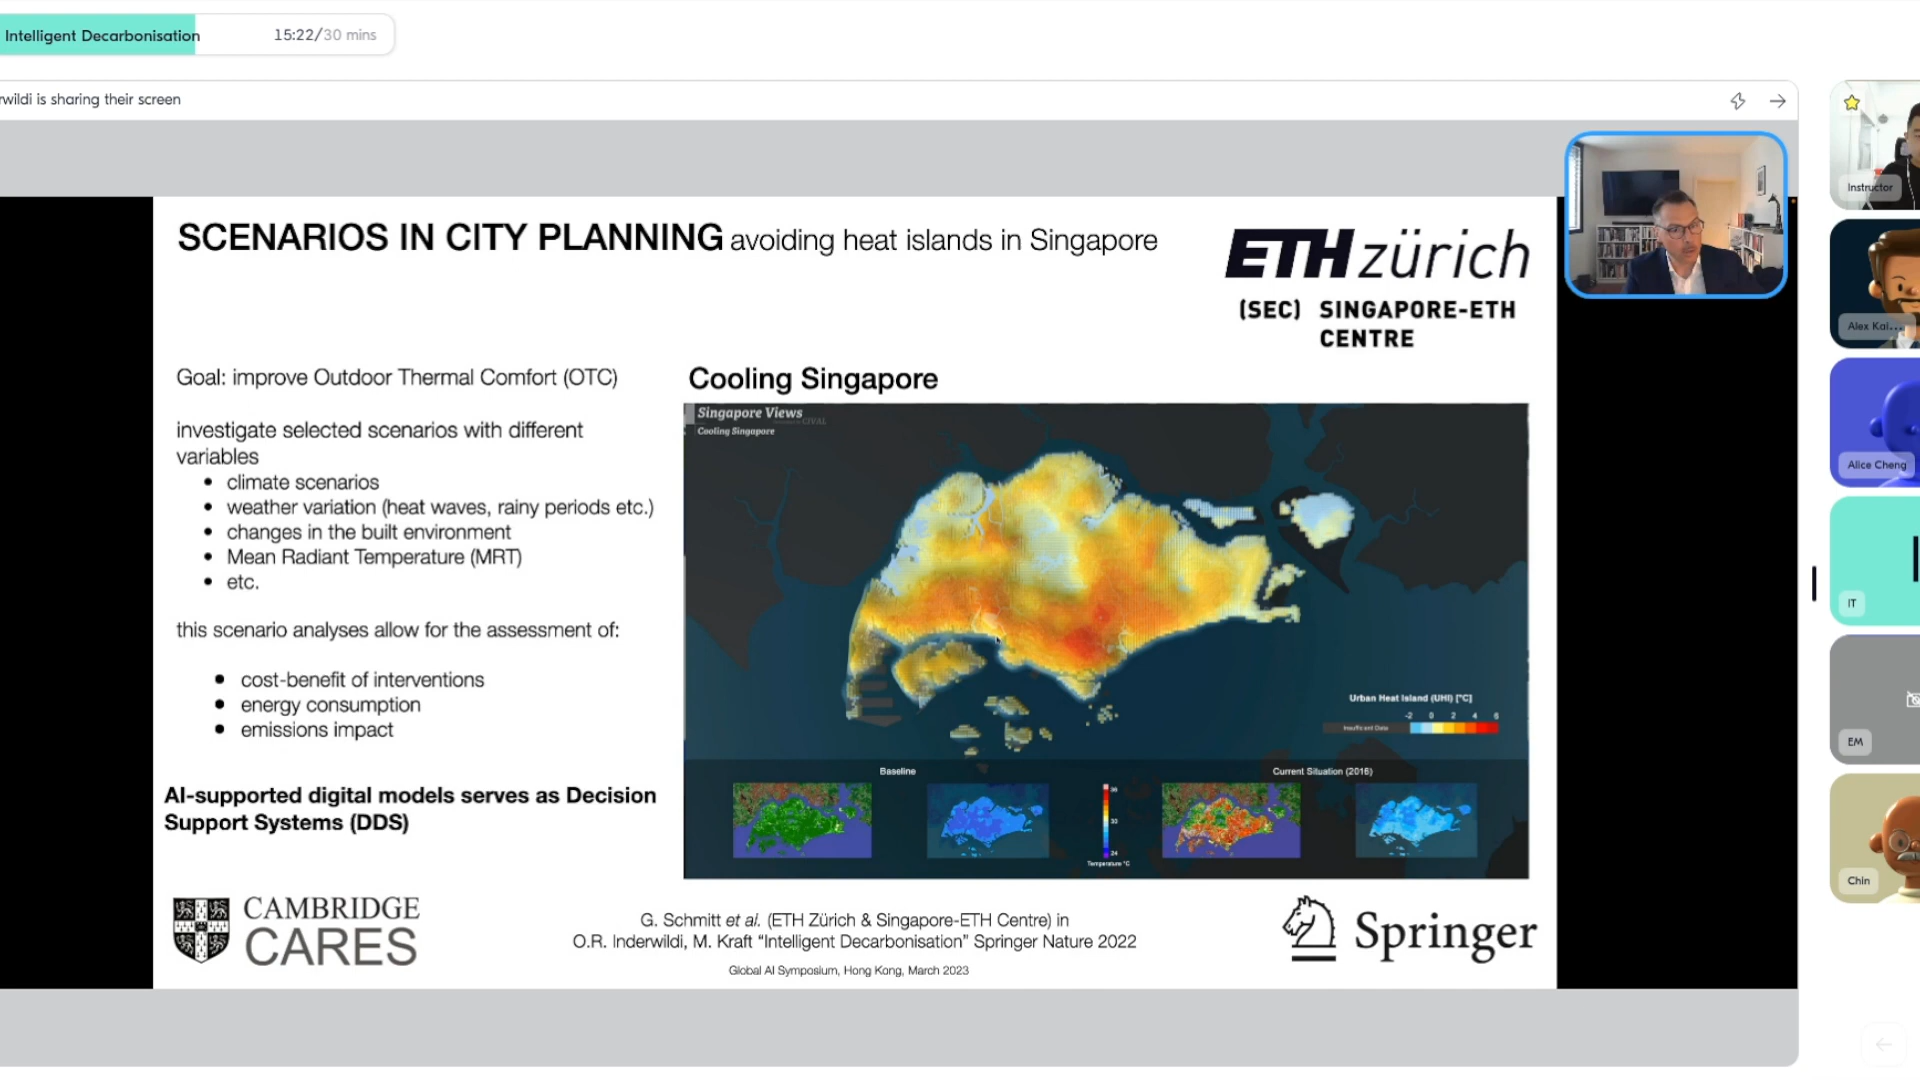 Intelligent Decarbonisation
15:22/30 mins
rwildi is sharing their screen
Instructor
Alex Kai...
Alice Cheng
IT
EM
Chin
SCENARIOS IN CITY PLANNING avoiding heat islands in Singapore
ETH zürich
(SEC) SINGAPORE-ETH
CENTRE
Goal: improve Outdoor Thermal Comfort (OTC)
investigate selected scenarios with different
variables
• climate scenarios
• weather variation (heat waves, rainy periods etc.)
• changes in the built environment
• Mean Radiant Temperature (MRT)
• etc.
this scenario analyses allow for the assessment of:
• cost-benefit of interventions
• energy consumption
• emissions impact
AI-supported digital models serves as Decision
Support Systems (DDS)
Cooling Singapore
Singapore Views
CIVAL
Cooling Singapore
Urban Heat Island (UHI) [°C]
-2 0 2 4 6
Insufficient Data
Baseline
Current Situation (2016)
36
30
24
Temperature °C
CAMBRIDGE
CARES
G. Schmitt et al. (ETH Zürich & Singapore-ETH Centre) in
O.R. Inderwildi, M. Kraft “Intelligent Decarbonisation” Springer Nature 2022
Global AI Symposium, Hong Kong, March 2023
Springer